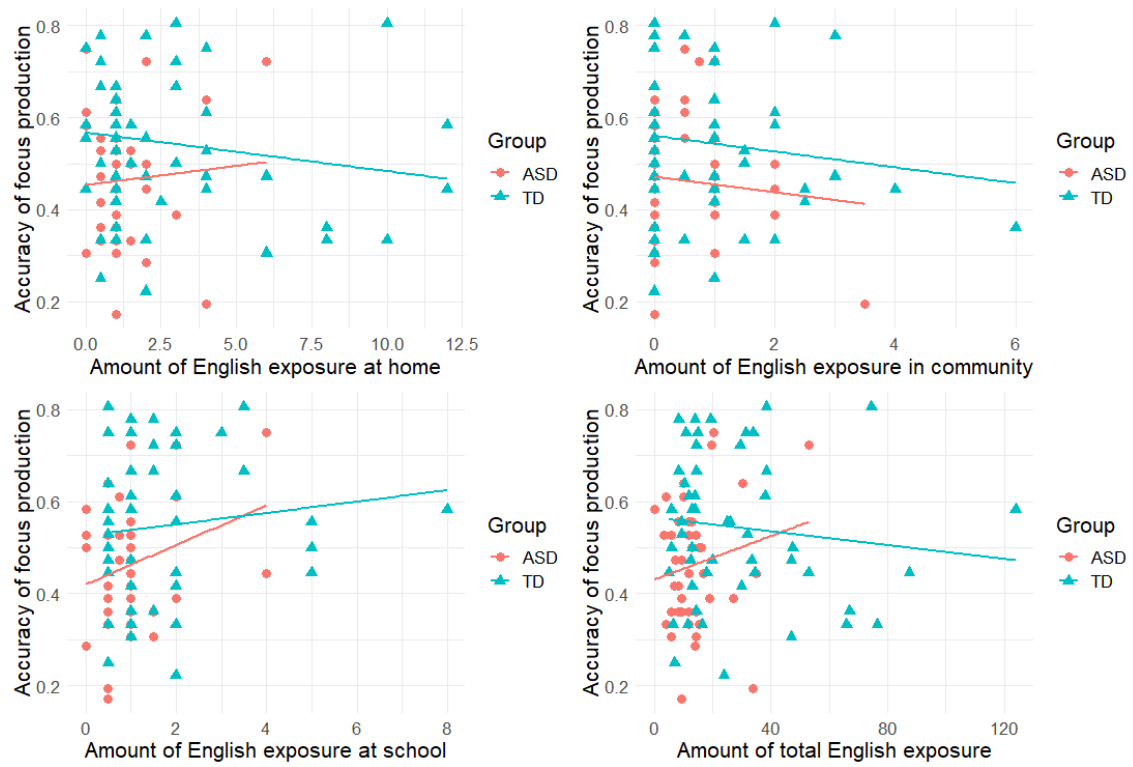 Accuracy of focus production
0.8
0.6
0.4
0.2
0.0 2.5 5.0 7.5 10.0 12.5
Amount of English exposure at home
Group
ASD
TD
Accuracy of focus production
0.8
0.6
0.4
0.2
0 2 4 6
Amount of English exposure in community
Group
ASD
TD
Accuracy of focus production
0.8
0.6
0.4
0.2
0 2 4 6 8
Amount of English exposure at school
Group
ASD
TD
Accuracy of focus production
0.8
0.6
0.4
0.2
0 40 80 120
Amount of total English exposure
Group
ASD
TD